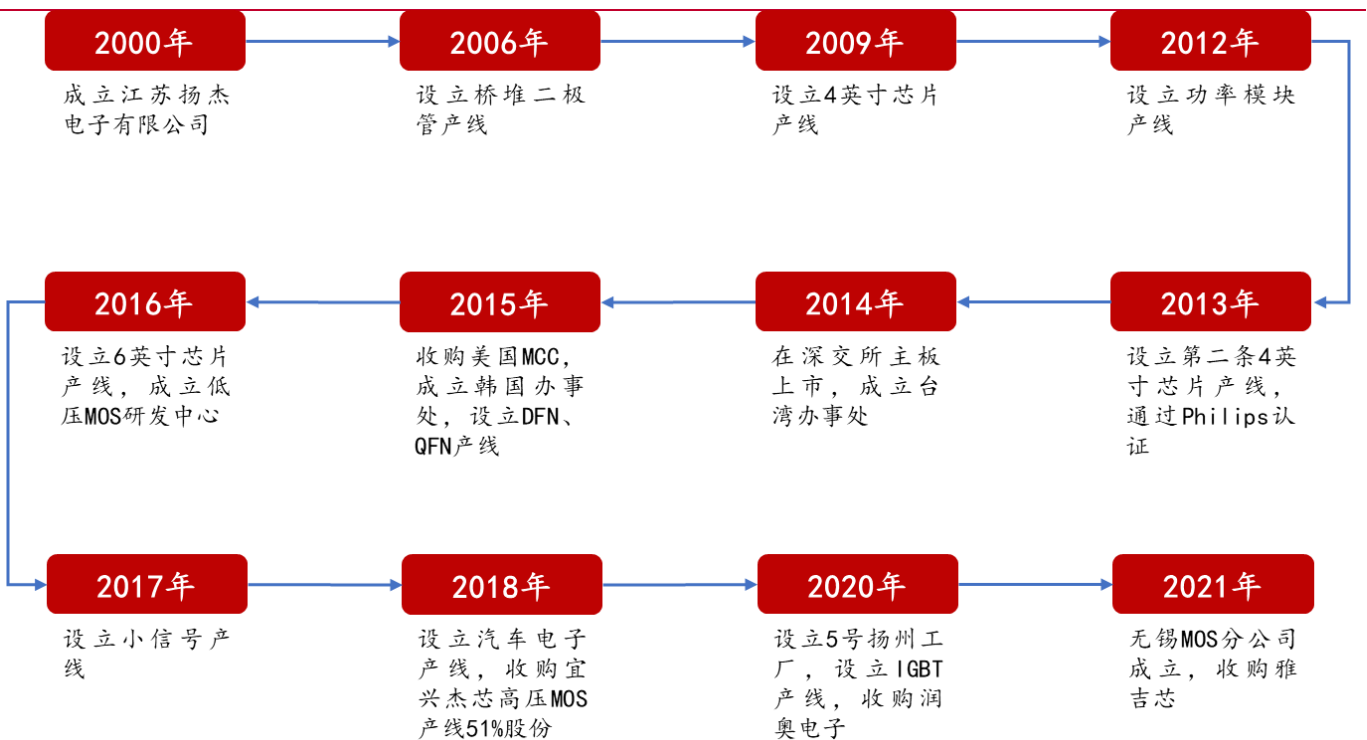 2000年
成立江苏扬杰
电子有限公司
2006年
设立桥堆二极
管产线
2009年
设立4英寸芯片
产线
2012年
设立功率模块
产线
2013年
设立第二条4英
寸芯片产线，
通过Philips认
证
2014年
在深交所主板
上市，成立台
湾办事处
2015年
收购美国MCC，
成立韩国办事
处，设立DFN、
QFN产线
2016年
设立6英寸芯片
产线，成立低
压MOS研发中心
2017年
设立小信号产
线
2018年
设立汽车电子
产线，收购宜
兴杰芯高压MOS
产线51%股份
2020年
设立5号扬州工
厂，设立IGBT
产线，收购润
奥电子
2021年
无锡MOS分公司
成立，收购雅
吉芯